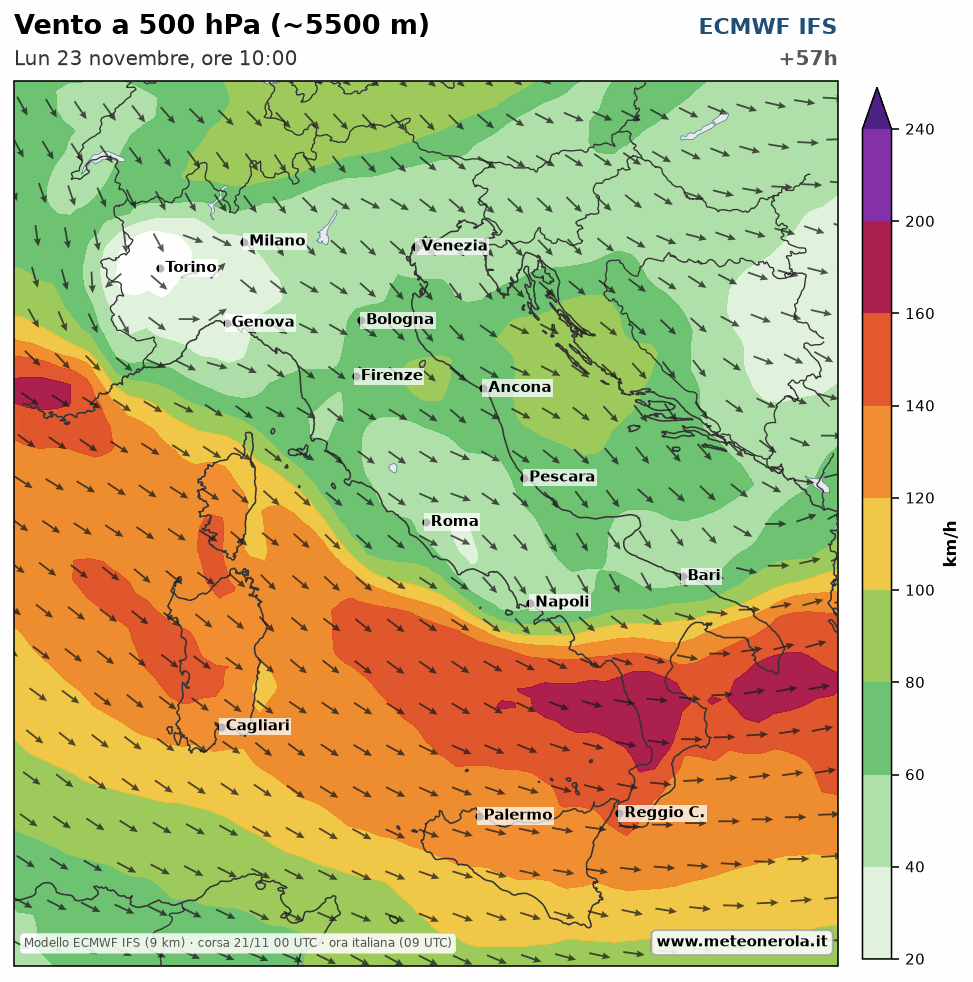 Vento a 500 hPa (~5500 m)
ECMWF IFS
Lun 23 novembre, ore 10:00
+57h
240
220
Milano
Venezia
Torino
200
Genova
Bologna
160
Firenze
Ancona
140
Pescara
120
Roma
km/h
Bari
100
Napoli
80
Cagliari
60
Palermo
Reggio C.
40
Modello ECMWF IFS (9 km) · corsa 21/11 00 UTC · ora italiana (09 UTC)
www.meteonerola.it
20